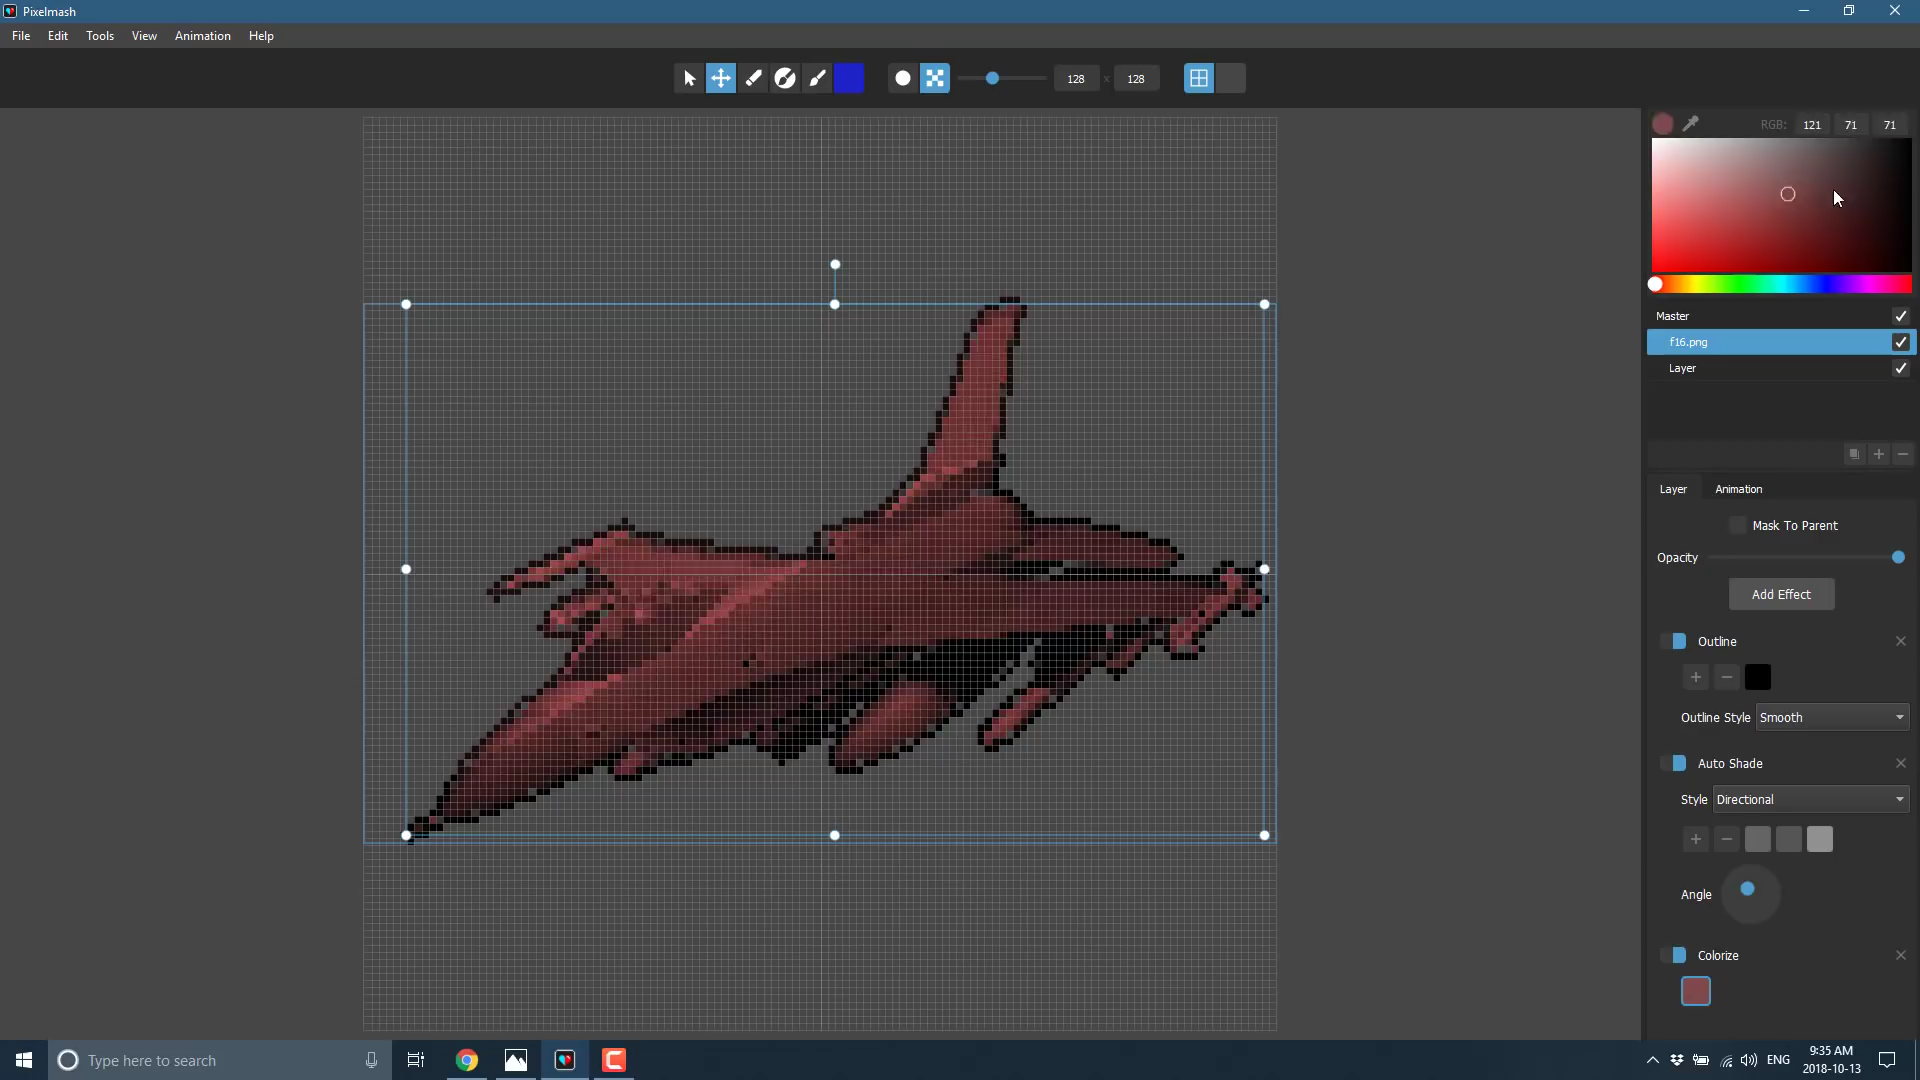 Pixelmash
File Edit Tools View Animation Help
128 x 128
RGB: 121 71 71
Master
f16.png
Layer
Layer Animation
Mask To Parent
Opacity
Add Effect
Outline
Outline Style Smooth
Auto Shade
Style Directional
Angle
Colorize
Type here to search
ENG
9:35 AM
2018-10-13